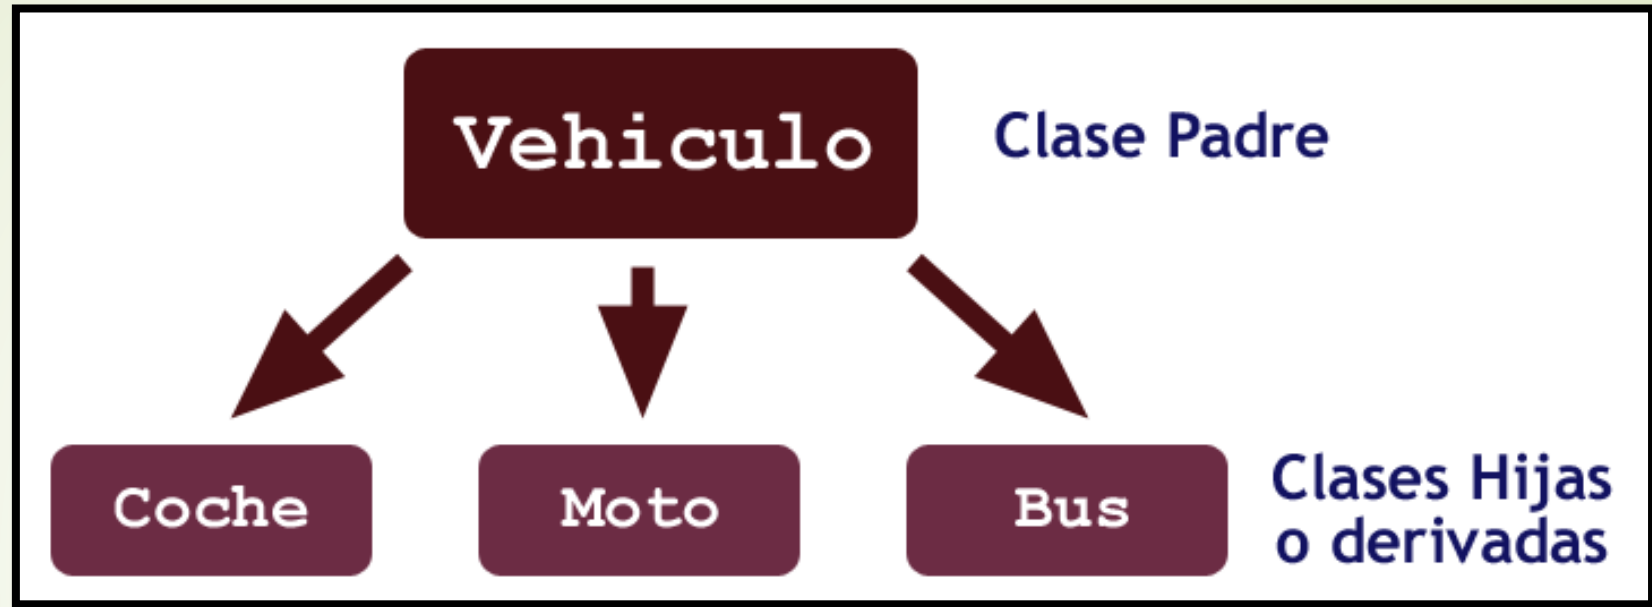 Vehiculo
Clase Padre
Coche
Moto
Bus
Clases Hijas
o derivadas